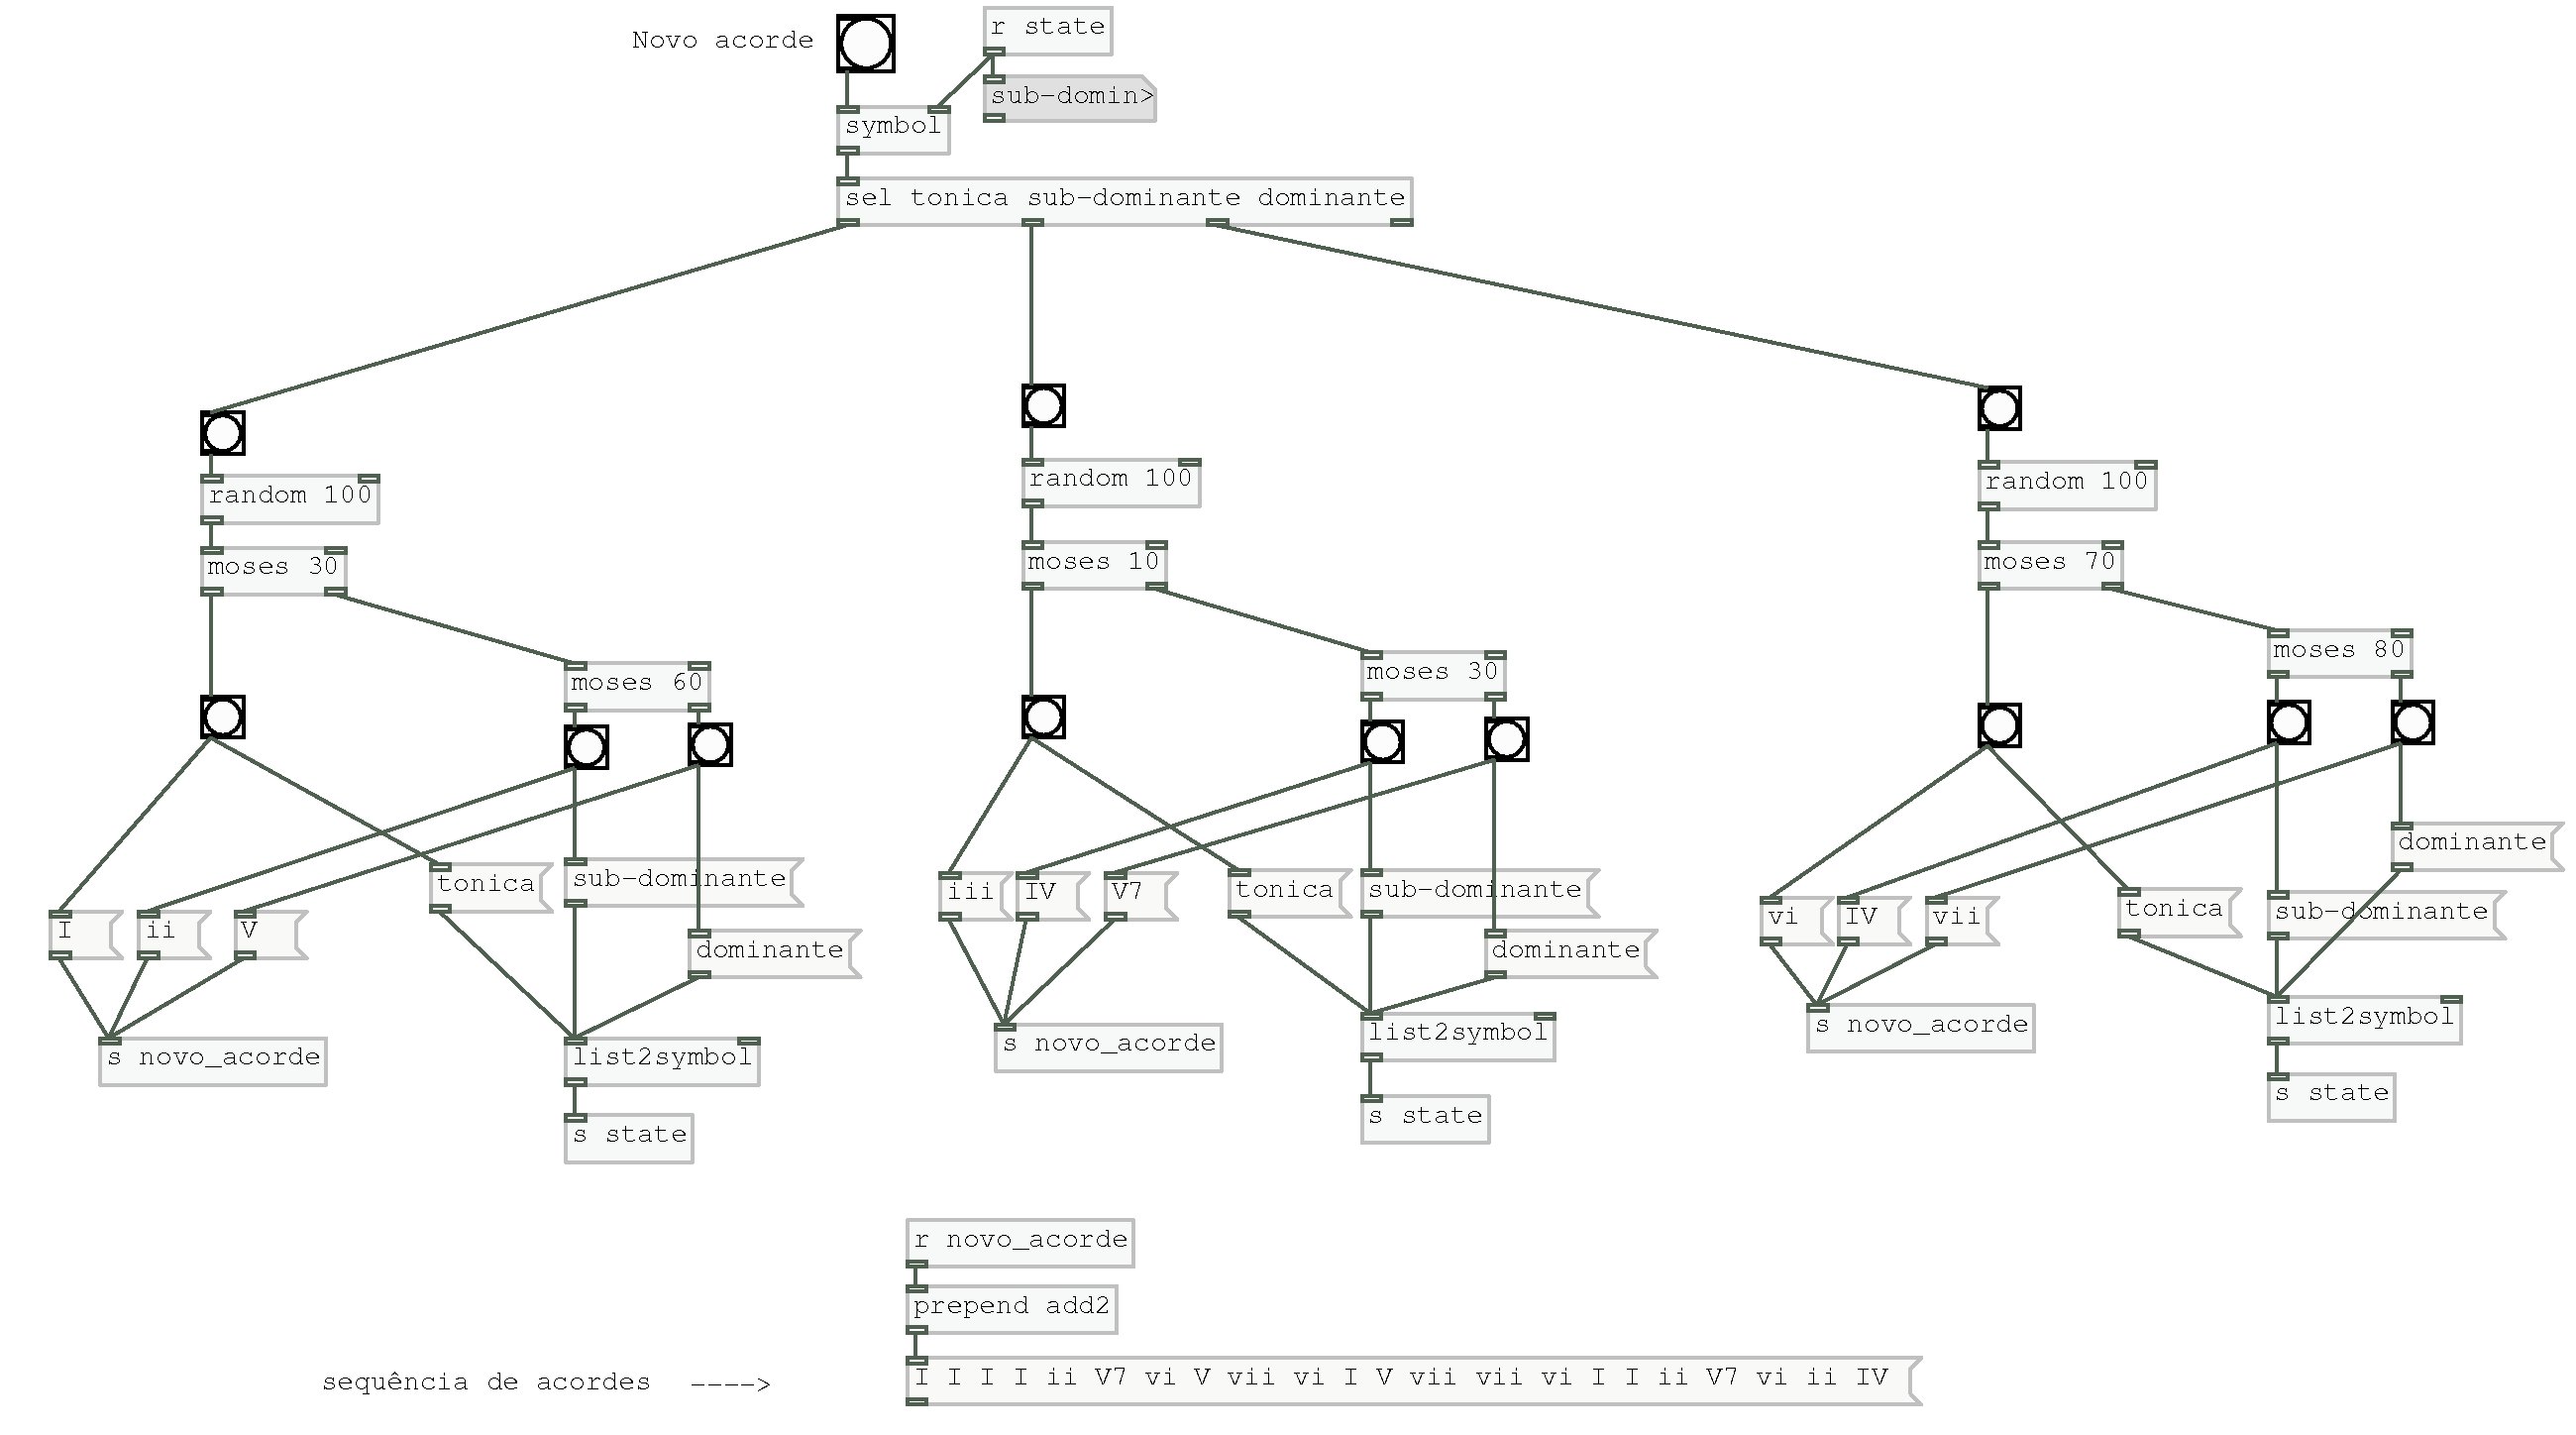 Novo acorde
r state
sub-domin>
symbol
sel tonica sub-dominante dominante
random 100
moses 30
moses 60
I
ii
V
tonica
sub-dominante
dominante
s novo_acorde
list2symbol
s state
random 100
moses 10
moses 30
iii
IV
V7
tonica
sub-dominante
dominante
s novo_acorde
list2symbol
s state
random 100
moses 70
moses 80
vi
IV
vii
tonica
sub-dominante
dominante
s novo_acorde
list2symbol
s state
r novo_acorde
prepend add2
sequência de acordes ---->
I I I I ii V7 vi V vii vi I V vii vii vi I I ii V7 vi ii IV